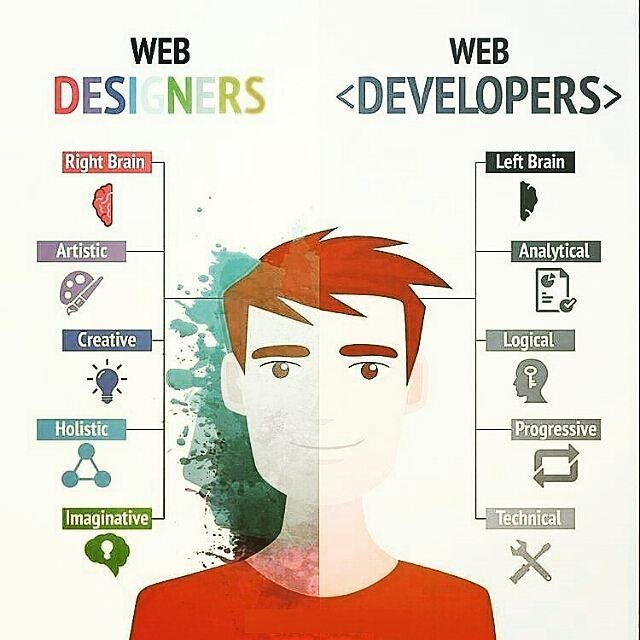 WEB
DESIGNERS
Right Brain
Artistic
Creative
Holistic
Imaginative
WEB
<DEVELOPERS>
Left Brain
Analytical
Logical
Progressive
Technical